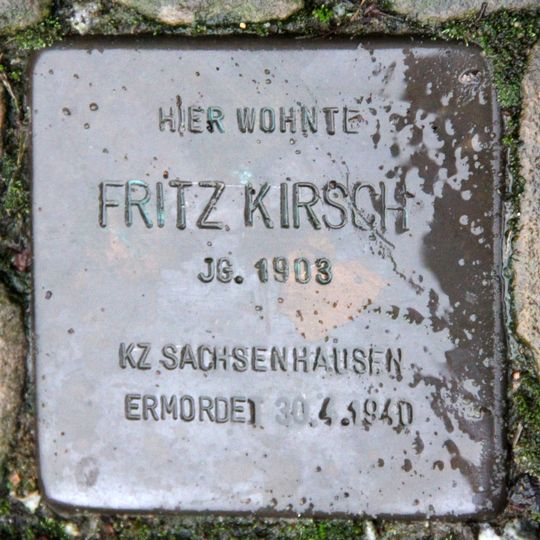 HIER WOHNTE
FRITZ KIRSCH
JG. 1903
KZ SACHSENHAUSEN
ERMORDET 30.4.1940